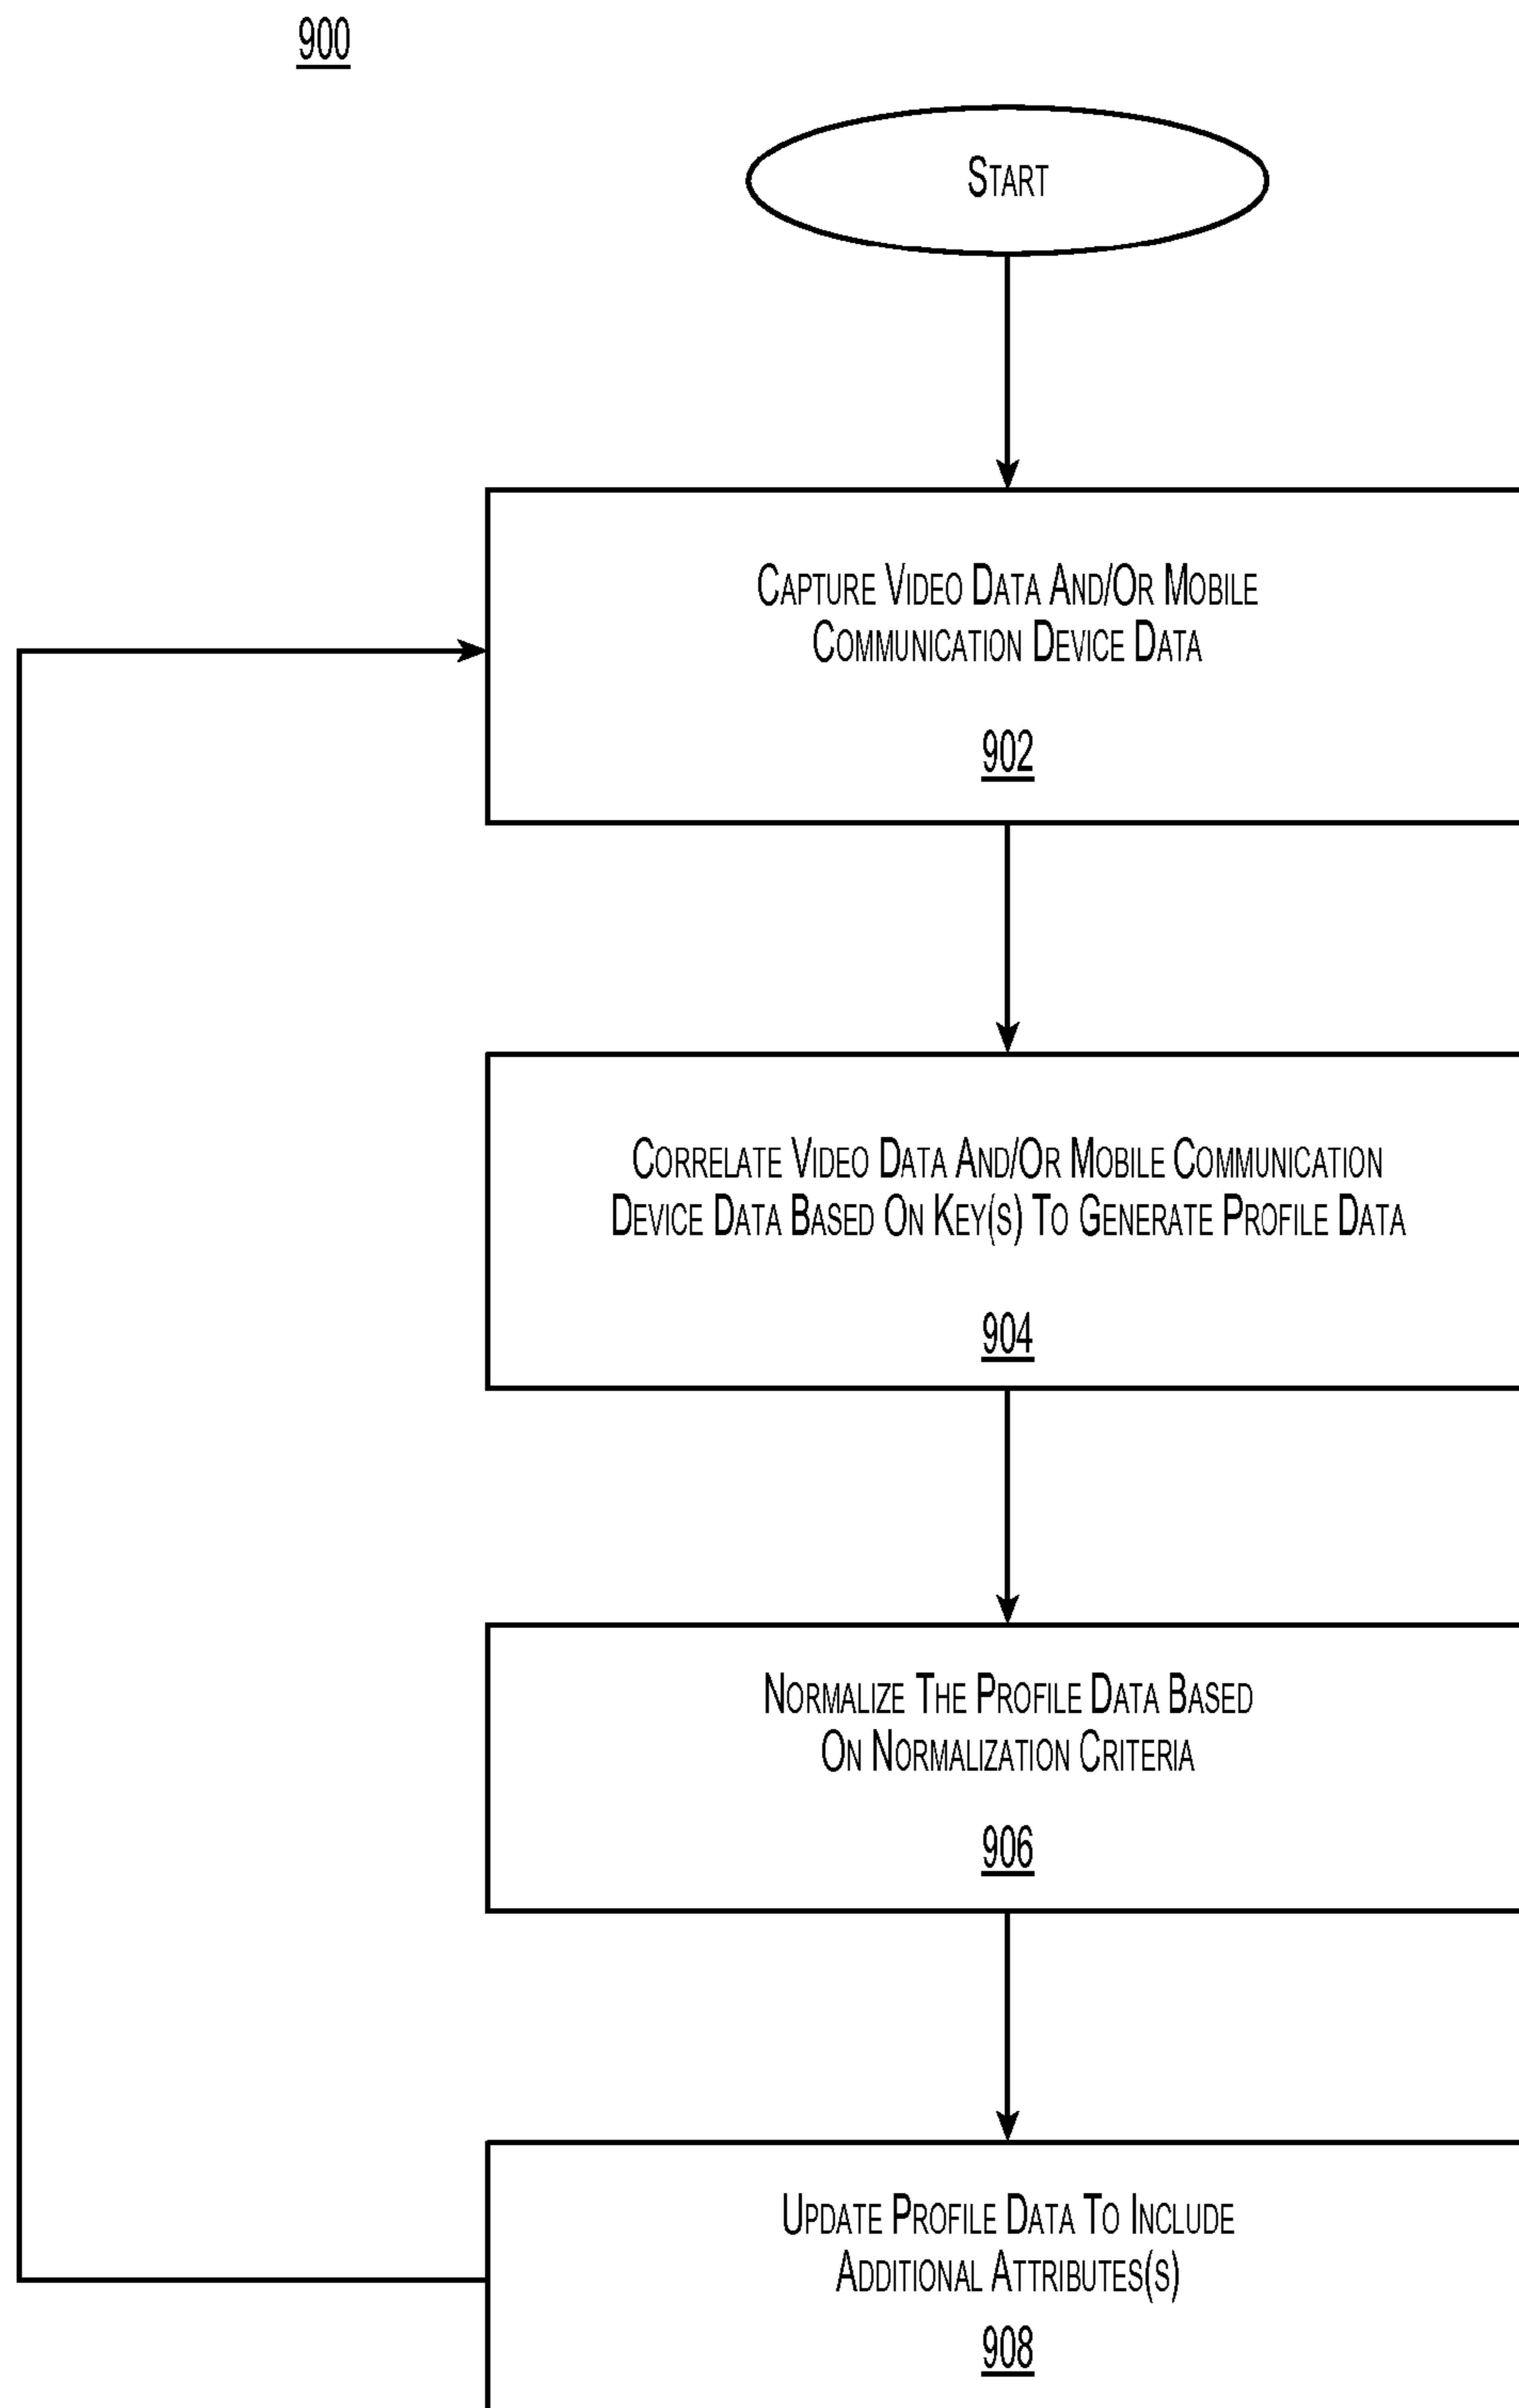 900
START
CAPTURE VIDEO DATA AND/OR MOBILE
COMMUNICATION DEVICE DATA
902
CORRELATE VIDEO DATA AND/OR MOBILE COMMUNICATION
DEVICE DATA BASED ON KEY(S) TO GENERATE PROFILE DATA
904
NORMALIZE THE PROFILE DATA BASED
ON NORMALIZATION CRITERIA
906
UPDATE PROFILE DATA TO INCLUDE
ADDITIONAL ATTRIBUTES(S)
908